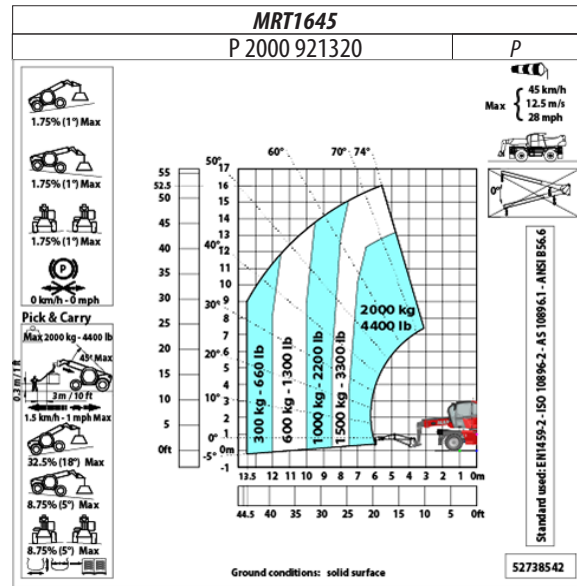 MRT1645
P 2000 921320
P
1.75% (1°) Max
1.75% (1°) Max
1.75% (1°) Max
P
0 km/h - 0 mph
Pick & Carry
Max 2000 kg - 4400 lb
45° Max
0.3 m / 1 ft
3 m / 10 ft
1.5 km/h - 1 mph Max
32.5% (18°) Max
8.75% (5°) Max
8.75% (5°) Max
55
52.5
50
45
40
35
30
25
20
15
10
5
0ft
17
16
15
14
13
12
11
10
9
8
7
6
5
4
3
2
1
0m
-1
50°
60°
70°
74°
40°
30°
20°
10°
0°
-5°
300 kg - 660 lb
600 kg - 1300 lb
1000 kg - 2200 lb
1500 kg - 3300 lb
2000 kg
4400 lb
13.5 12 11 10 9 8 7 6 5 4 3 2 1 0m
44.5 40 35 30 25 20 15 10 5 0ft
Ground conditions: solid surface
Max
45 km/h
12.5 m/s
28 mph
0°
Standard used: EN1459-2 - ISO 10896-2 - AS 10896.1 - ANSI B56.6
52738542